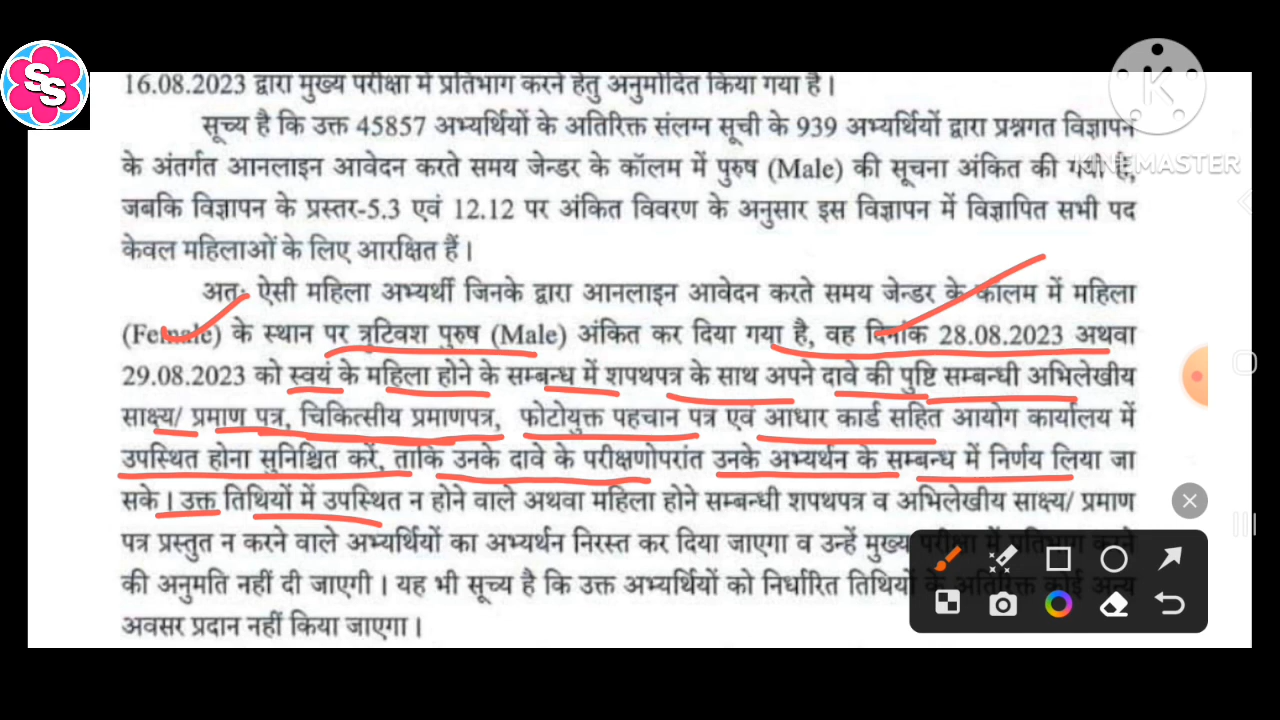 SS
16.08.2023 द्वारा मुख्य परीक्षा में प्रतिभाग करने हेतु अनुमोदित किया गया है।
सूच्य है कि उक्त 45857 अभ्यर्थियों के अतिरिक्त संलग्न सूची के 939 अभ्यर्थियों द्वारा प्रश्नगत विज्ञापन
के अंतर्गत आनलाइन आवेदन करते समय जेन्डर के कॉलम में पुरुष (Male) की सूचना अंकित की गयी है,
जबकि विज्ञापन के प्रस्तर-5.3 एवं 12.12 पर अंकित विवरण के अनुसार इस विज्ञापन में विज्ञापित सभी पद
केवल महिलाओं के लिए आरक्षित हैं।
अतः ऐसी महिला अभ्यर्थी जिनके द्वारा आनलाइन आवेदन करते समय जेन्डर के कॉलम में महिला
(Female) के स्थान पर त्रुटिवश पुरुष (Male) अंकित कर दिया गया है, वह दिनांक 28.08.2023 अथवा
29.08.2023 को स्वयं के महिला होने के सम्बन्ध में शपथपत्र के साथ अपने दावे की पुष्टि सम्बन्धी अभिलेखीय
साक्ष्य/ प्रमाण पत्र, चिकित्सीय प्रमाणपत्र, फोटोयुक्त पहचान पत्र एवं आधार कार्ड सहित आयोग कार्यालय में
उपस्थित होना सुनिश्चित करें, ताकि उनके दावे के परीक्षणोपरांत उनके अभ्यर्थन के सम्बन्ध में निर्णय लिया जा
सके। उक्त तिथियों में उपस्थित न होने वाले अथवा महिला होने सम्बन्धी शपथपत्र व अभिलेखीय साक्ष्य/ प्रमाण
पत्र प्रस्तुत न करने वाले अभ्यर्थियों का अभ्यर्थन निरस्त कर दिया जाएगा व उन्हें मुख्य परीक्षा में प्रतिभाग करने
की अनुमति नहीं दी जाएगी। यह भी सूच्य है कि उक्त अभ्यर्थियों को निर्धारित तिथियों के अतिरिक्त कोई अन्य
अवसर प्रदान नहीं किया जाएगा।
K
KINEMASTER